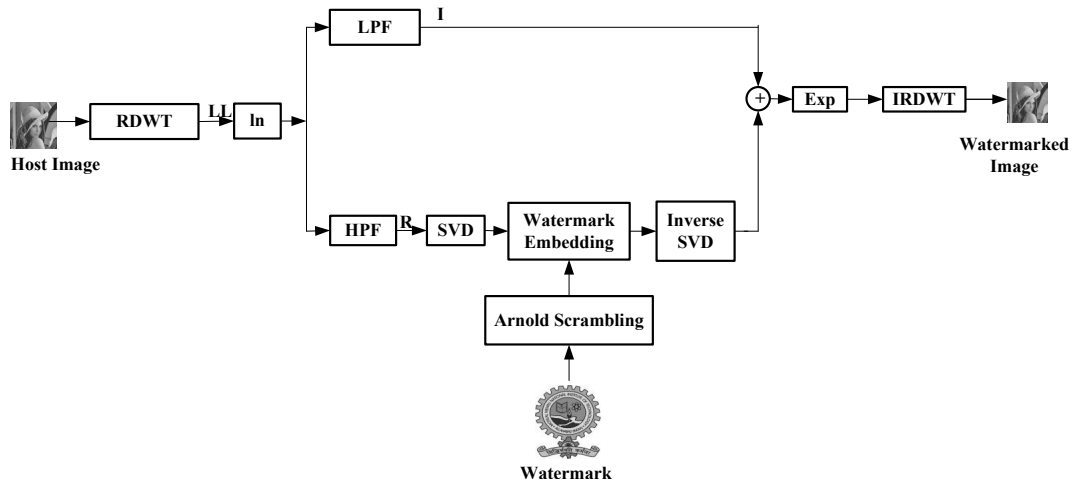 LPF
I
RDWT
LL
ln
+
Exp
IRDWT
Host Image
Watermarked
Image
HPF
R
SVD
Watermark
Embedding
Inverse
SVD
Arnold Scrambling
Watermark